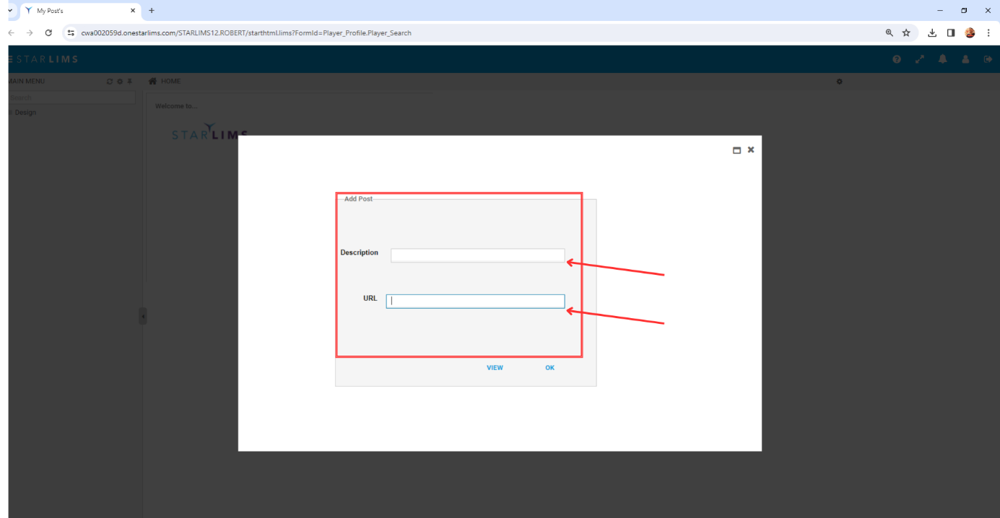 My Post's
cwa002059d.onestarlims.com/STARLIMS12.ROBERT/starthtml.lims?FormId=Player_Profile.Player_Search
STARLIMS
MAIN MENU
HOME
Search
Design
Welcome to...
STARLIMS
Add Post
Description
URL
VIEW
OK